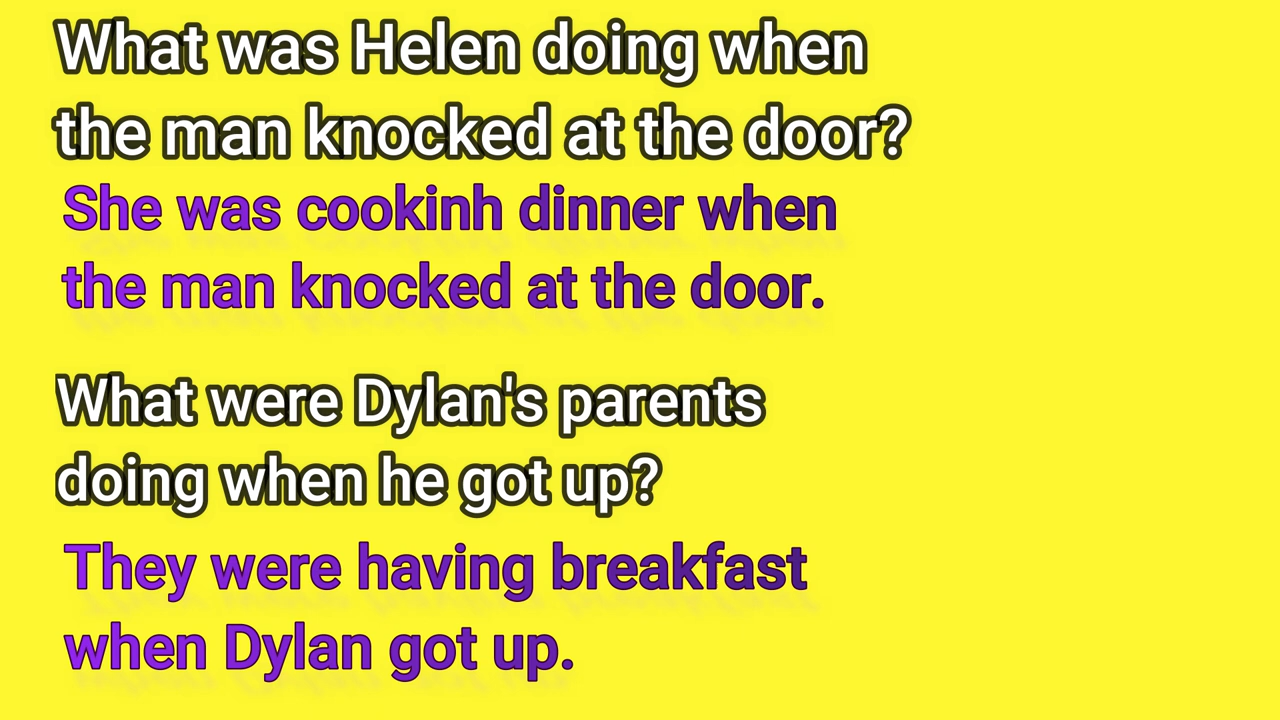 What was Helen doing when
the man knocked at the door?
She was cookinh dinner when
the man knocked at the door.
What were Dylan's parents
doing when he got up?
They were having breakfast
when Dylan got up.